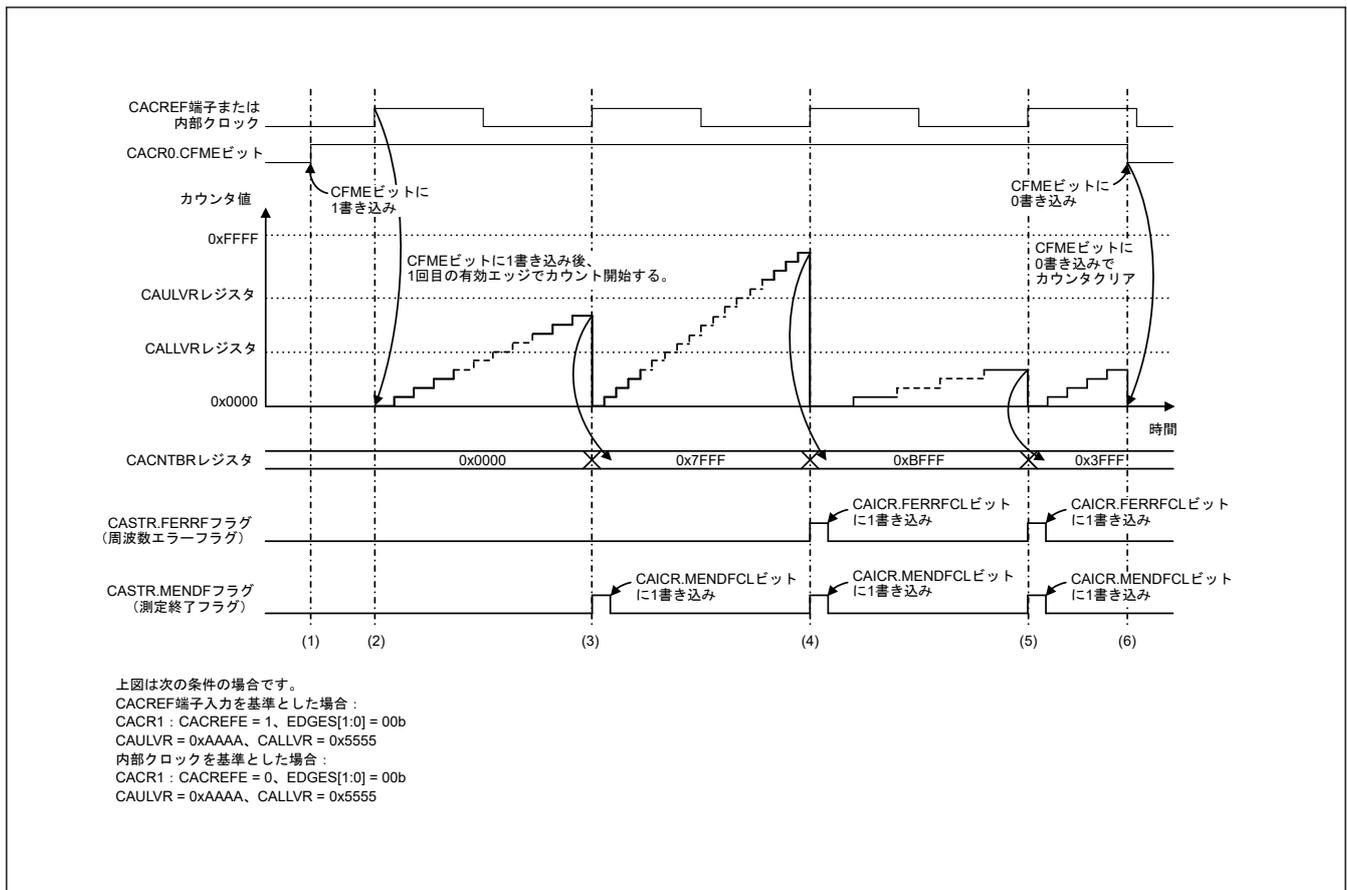 CACREF端子または
内部クロック
CACR0.CFMEビット
CFMEビットに
1書き込み
CFMEビットに
0書き込み
カウンタ値
0xFFFF
CFMEビットに1書き込み後、
1回目の有効エッジでカウント開始する。
CFMEビットに
0書き込みで
カウンタクリア
CAULVRレジスタ
CALLVRレジスタ
0x0000
時間
CACNTBRレジスタ
0x0000
0x7FFF
0xBFFF
0x3FFF
CASTR.FERRFフラグ
（周波数エラーフラグ）
CAICR.FERRFCLビット
に1書き込み
CAICR.FERRFCLビット
に1書き込み
CASTR.MENDFフラグ
（測定終了フラグ）
CAICR.MENDFCLビット
に1書き込み
CAICR.MENDFCLビット
に1書き込み
CAICR.MENDFCLビット
に1書き込み
(1)
(2)
(3)
(4)
(5)
(6)
上図は次の条件の場合です。
CACREF端子入力を基準とした場合：
CACR1：CACREFE = 1、EDGES[1:0] = 00b
CAULVR = 0xAAAA、CALLVR = 0x5555
内部クロックを基準とした場合：
CACR1：CACREFE = 0、EDGES[1:0] = 00b
CAULVR = 0xAAAA、CALLVR = 0x5555